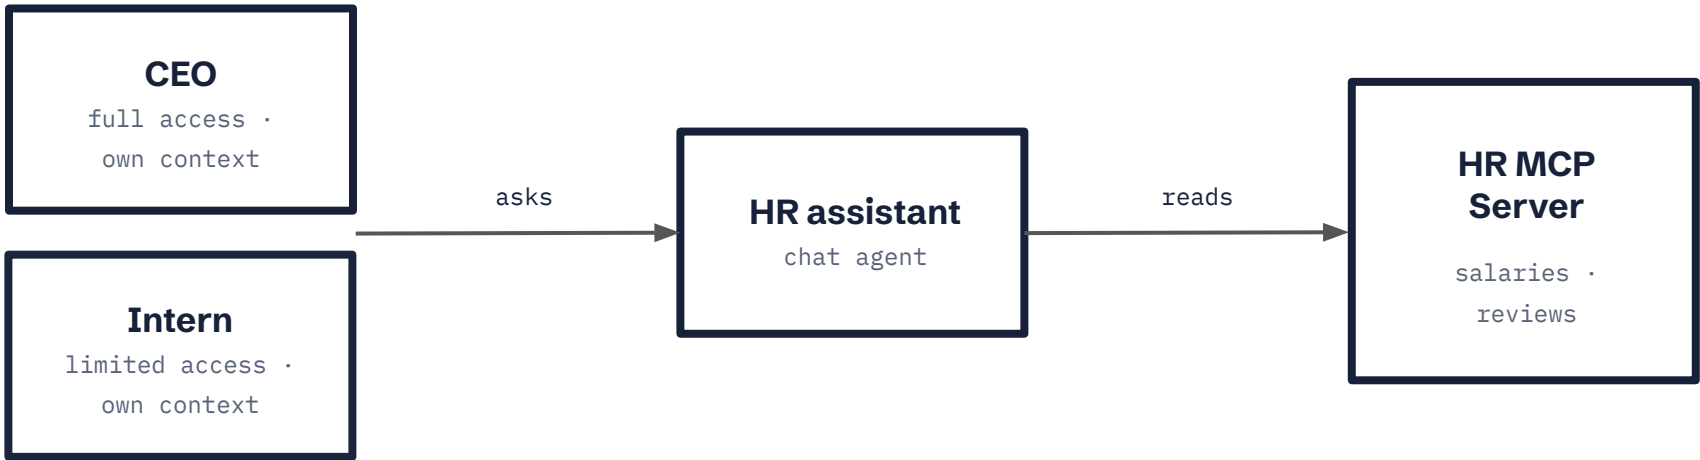 CEO
full access ·
own context
Intern
limited access ·
own context
asks
HR assistant
chat agent
reads
HR MCP
Server
salaries ·
reviews